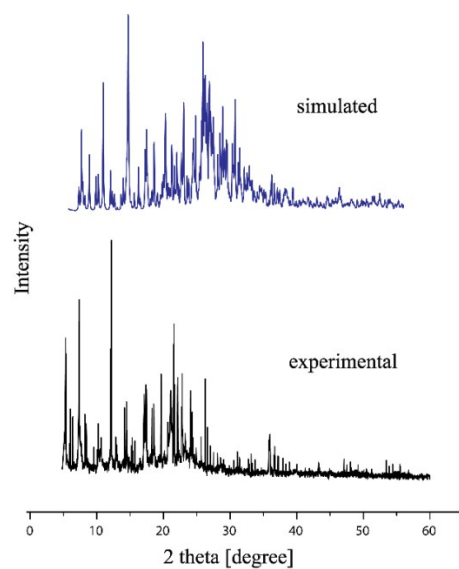 simulated
Intensity
experimental
0 10 20 30 40 50 60
2 theta [degree]